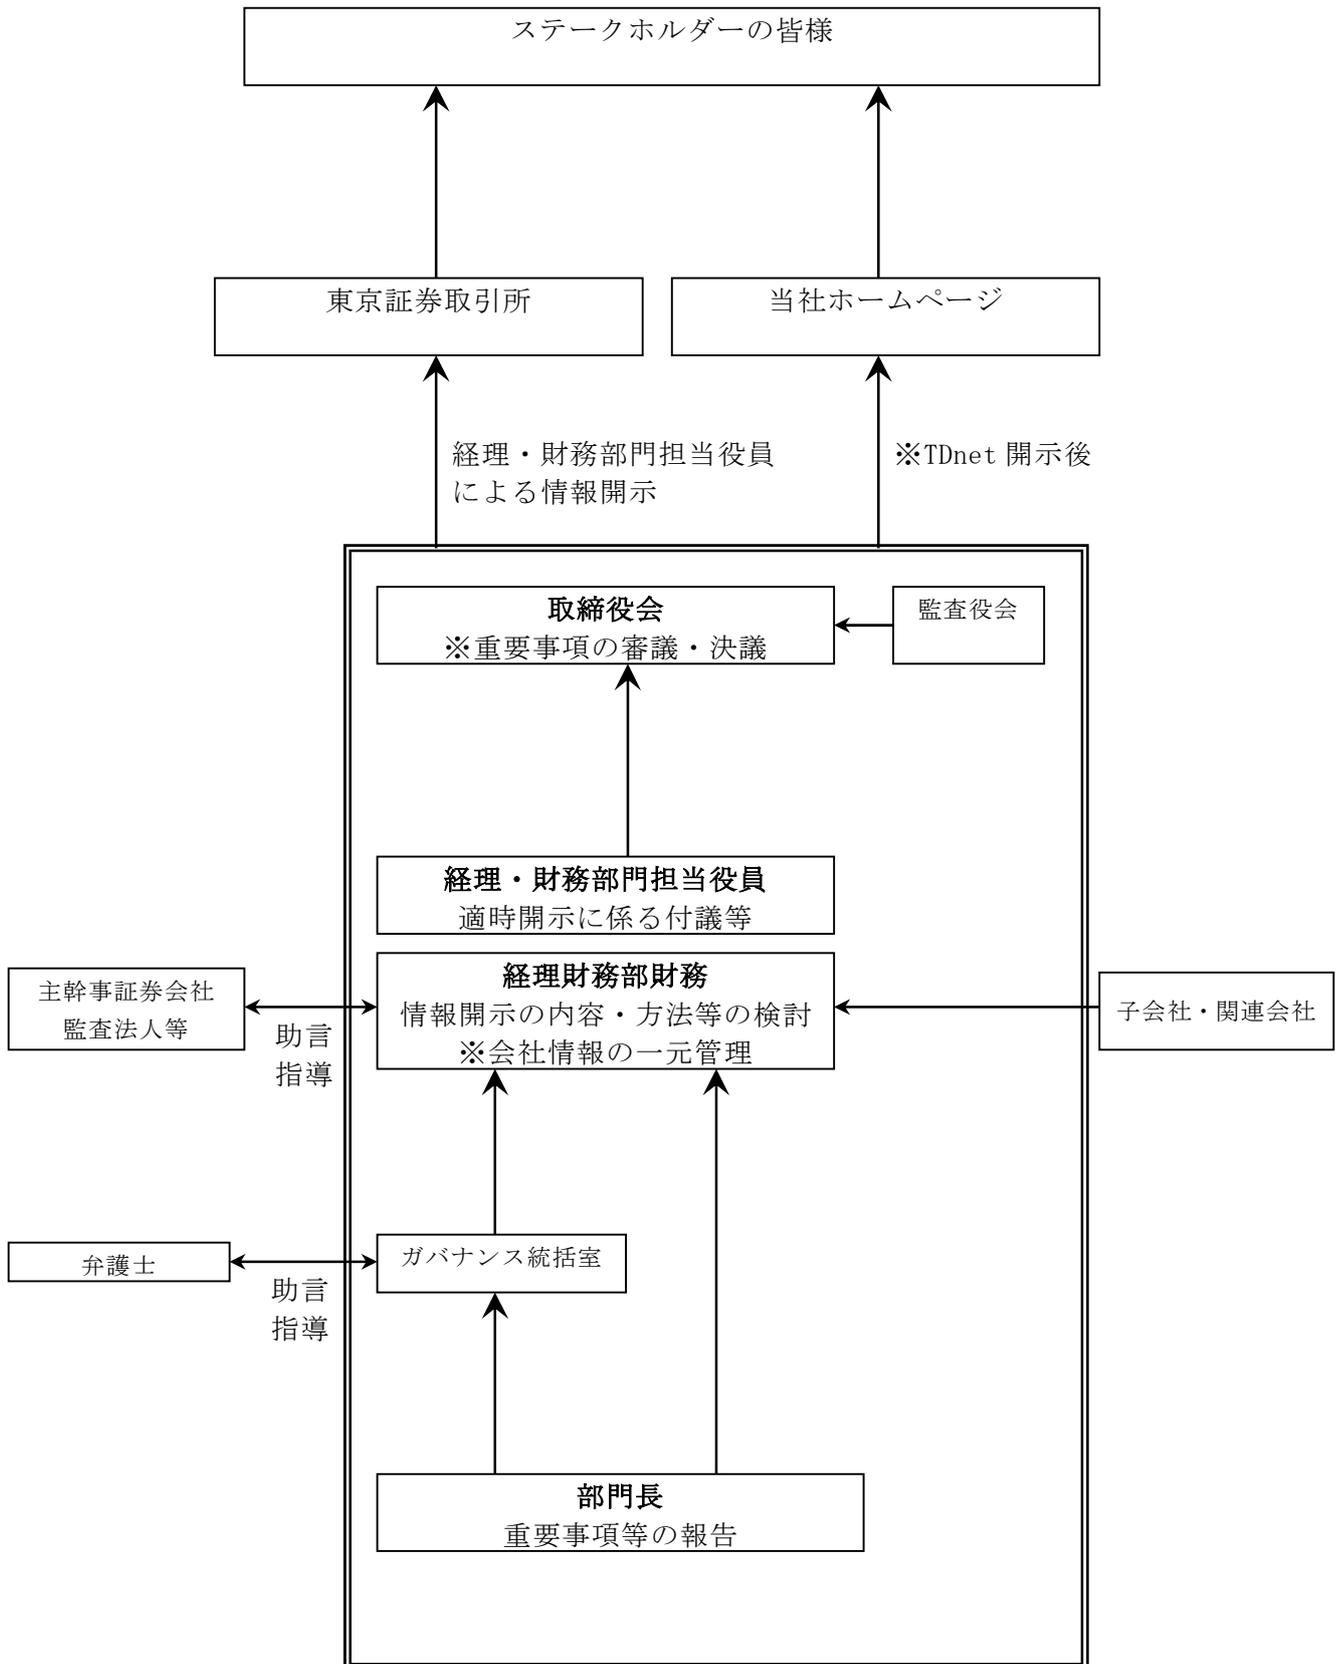 ステークホルダーの皆様
東京証券取引所
当社ホームページ
経理・財務部門担当役員
による情報開示
※TDnet 開示後
取締役会
※重要事項の審議・決議
監査役会
経理・財務部門担当役員
適時開示に係る付議等
主幹事証券会社
監査法人等
助言
指導
経理財務部財務
情報開示の内容・方法等の検討
※会社情報の一元管理
子会社・関連会社
弁護士
助言
指導
ガバナンス統括室
部門長
重要事項等の報告